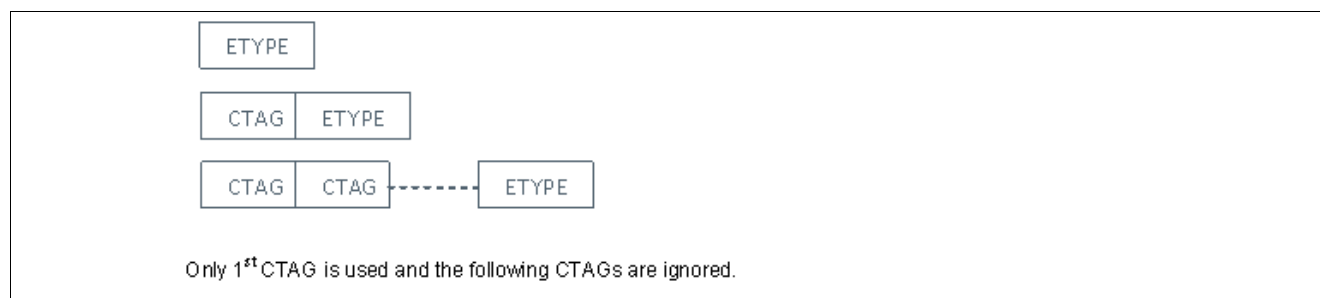 ETYPE
CTAG ETYPE
CTAG CTAG ETYPE
Only 1st CTAG is used and the following CTAGs are ignored.